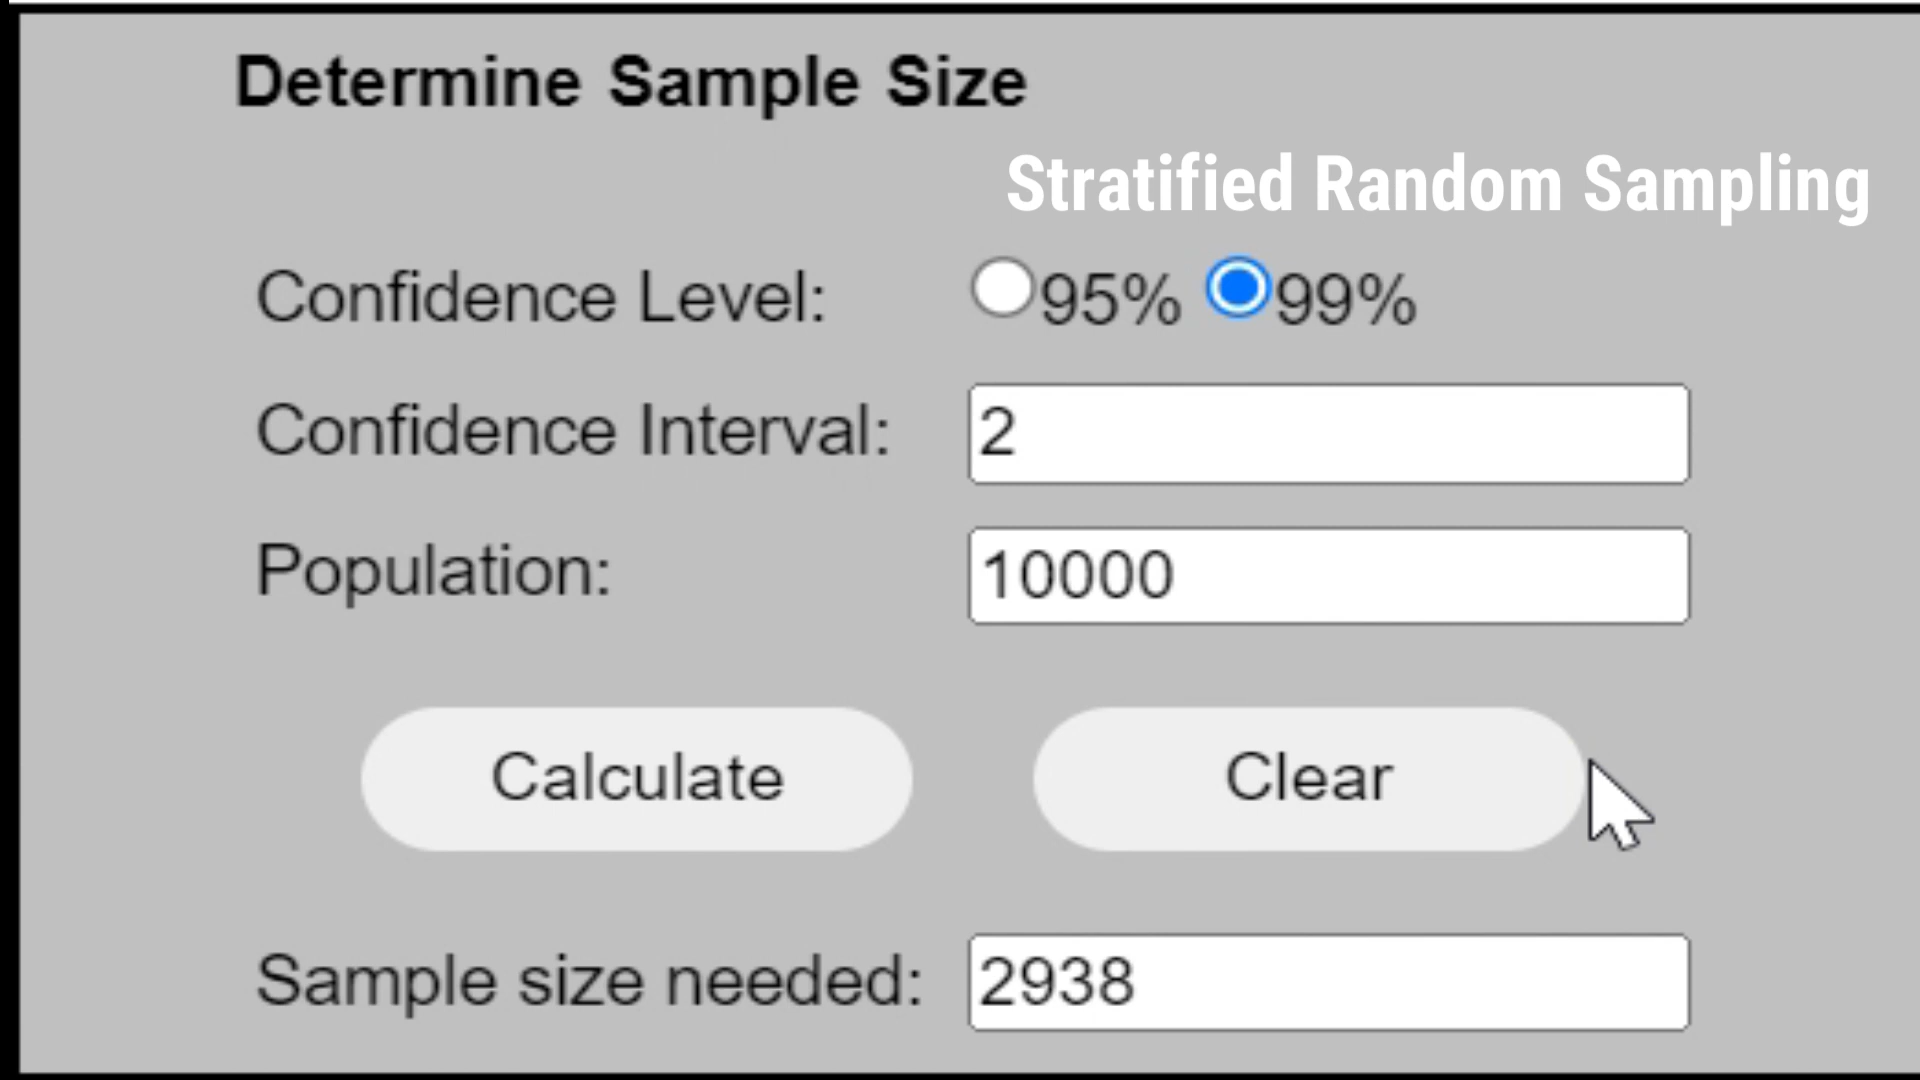 Determine Sample Size
Stratified Random Sampling
Confidence Level: 95% 99%
Confidence Interval: 2
Population: 10000
Calculate Clear
Sample size needed: 2938